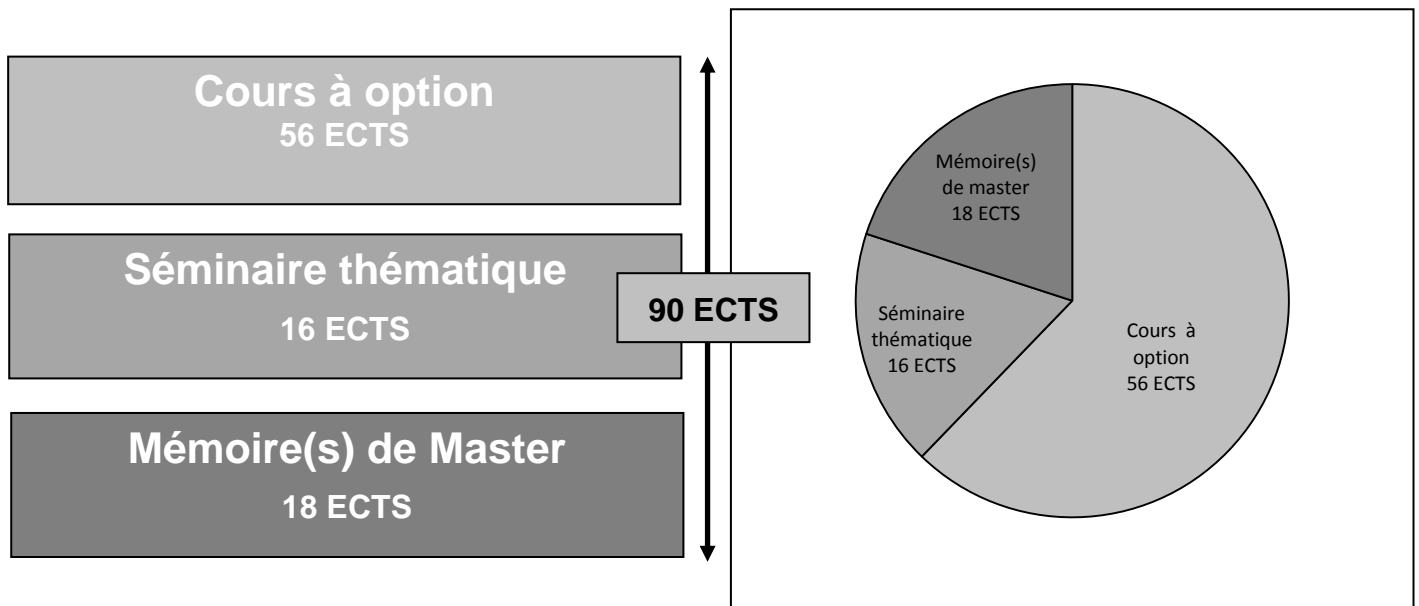 Cours à option
56 ECTS
Séminaire thématique
16 ECTS
Mémoire(s) de Master
18 ECTS
90 ECTS
Mémoire(s)
de master
18 ECTS
Séminaire
thématique
16 ECTS
Cours à
option
56 ECTS